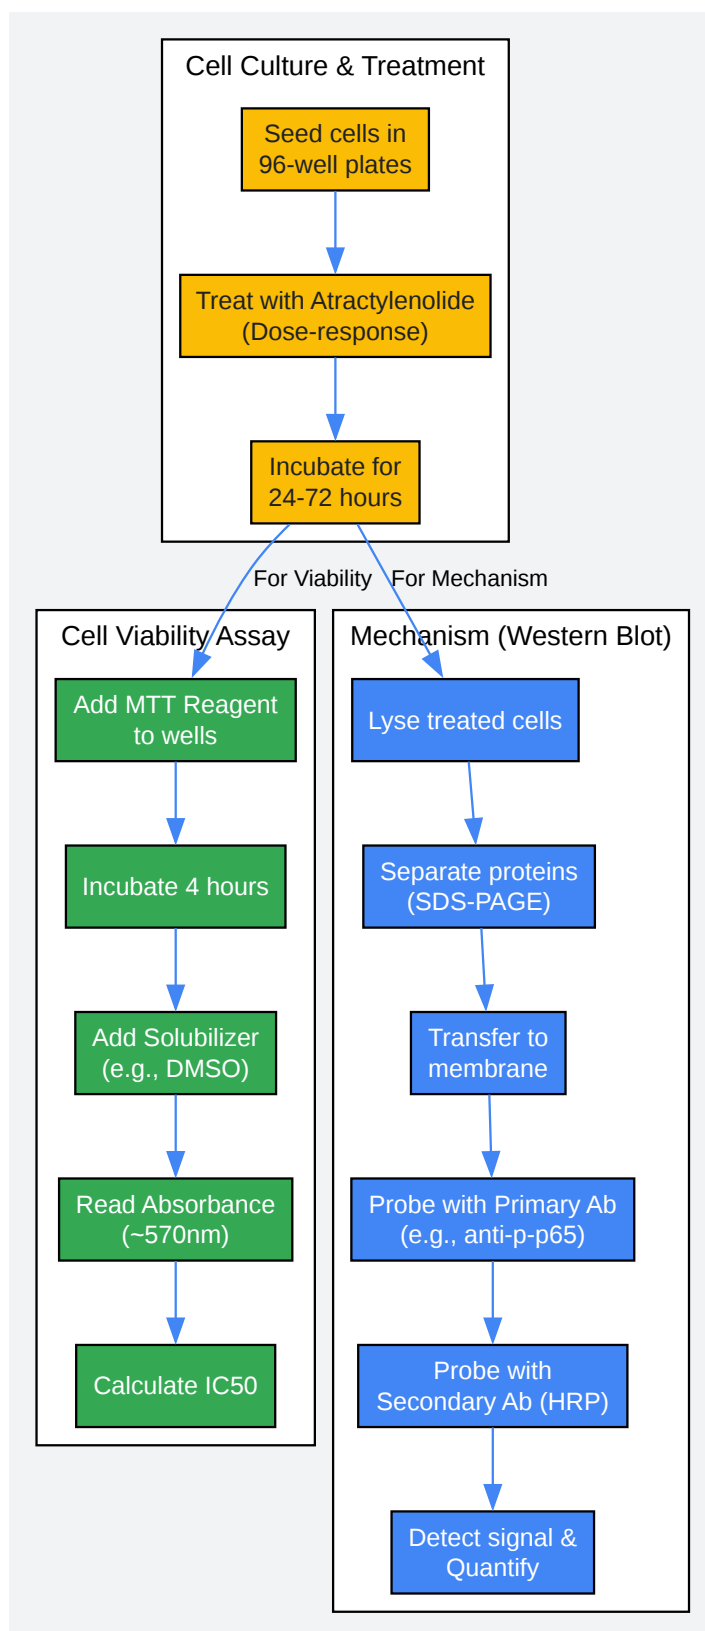 Cell Culture & Treatment
Seed cells in
96-well plates
Treat with Atractylenolide
(Dose-response)
Incubate for
24-72 hours
For Viability
For Mechanism
Cell Viability Assay
Add MTT Reagent
to wells
Incubate 4 hours
Add Solubilizer
(e.g., DMSO)
Read Absorbance
(~570nm)
Calculate IC50
Mechanism (Western Blot)
Lyse treated cells
Separate proteins
(SDS-PAGE)
Transfer to
membrane
Probe with Primary Ab
(e.g., anti-p-p65)
Probe with
Secondary Ab (HRP)
Detect signal &
Quantify